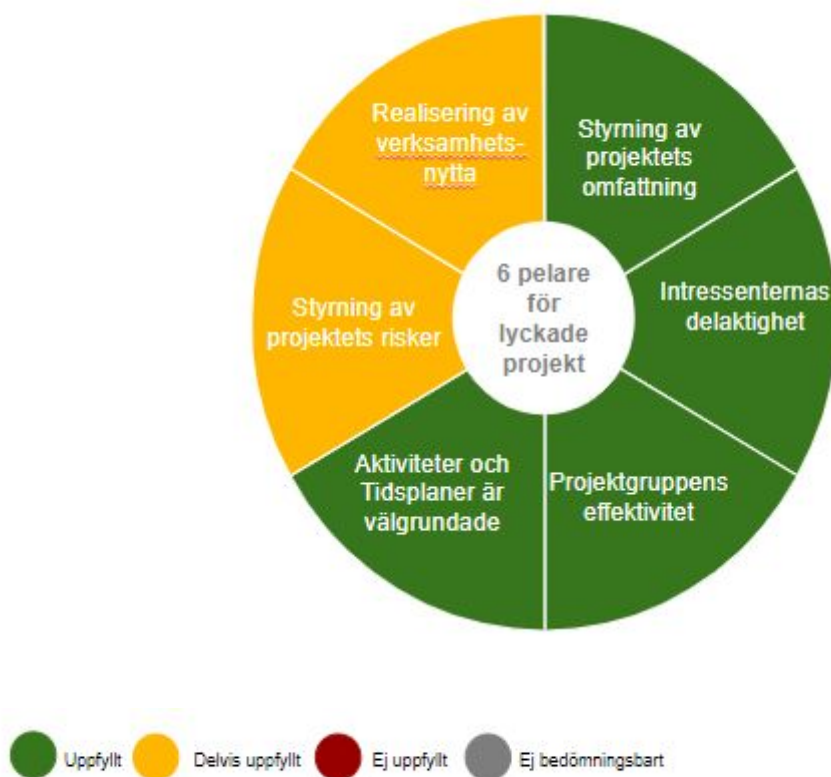 Realisering av
verksamhets-
nytta
Styrning av
projektets
omfattning
Intressenternas
delaktighet
Projektgruppens
effektivitet
Aktiviteter och
Tidsplaner är
välgrundade
Styrning av
projektets risker
6 pelare
för
lyckade
projekt
Uppfyllt
Delvis uppfyllt
Ej uppfyllt
Ej bedömningsbart